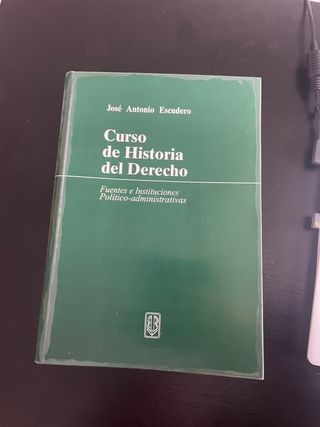 José Antonio Escudero
Curso
de Historia
del Derecho
Fuentes e Instituciones
Político-administrativas